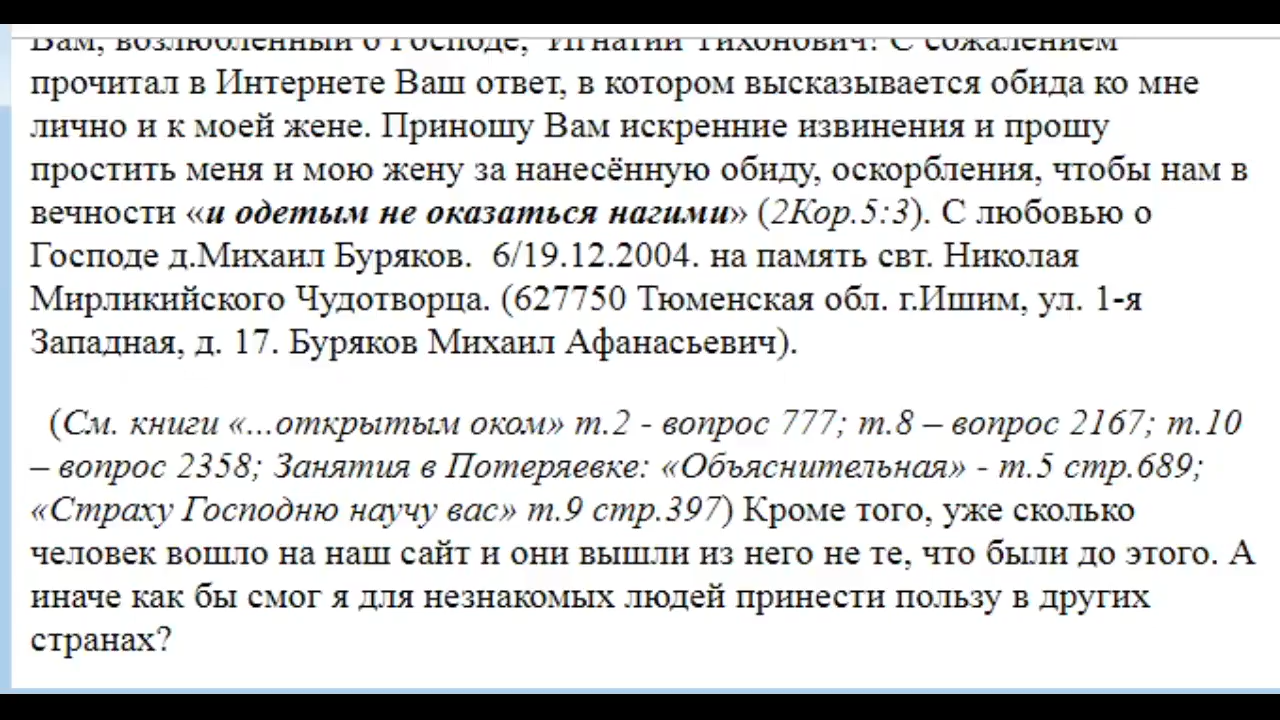 Вам, возлюбленный о Господе, Игнатий Тихонович! С сожалением
прочитал в Интернете Ваш ответ, в котором высказывается обида ко мне
лично и к моей жене. Приношу Вам искренние извинения и прошу
простить меня и мою жену за нанесённую обиду, оскорбления, чтобы нам в
вечности «и одетым не оказаться нагими» (2Кор.5:3). С любовью о
Господе д.Михаил Буряков. 6/19.12.2004. на память свт. Николая
Мирликийского Чудотворца. (627750 Тюменская обл. г.Ишим, ул. 1-я
Западная, д. 17. Буряков Михаил Афанасьевич).
(См. книги «...открытым оком» т.2 - вопрос 777; т.8 – вопрос 2167; т.10
– вопрос 2358; Занятия в Потеряевке: «Объяснительная» - т.5 стр.689;
«Страху Господню научу вас» т.9 стр.397) Кроме того, уже сколько
человек вошло на наш сайт и они вышли из него не те, что были до этого. А
иначе как бы смог я для незнакомых людей принести пользу в других
странах?